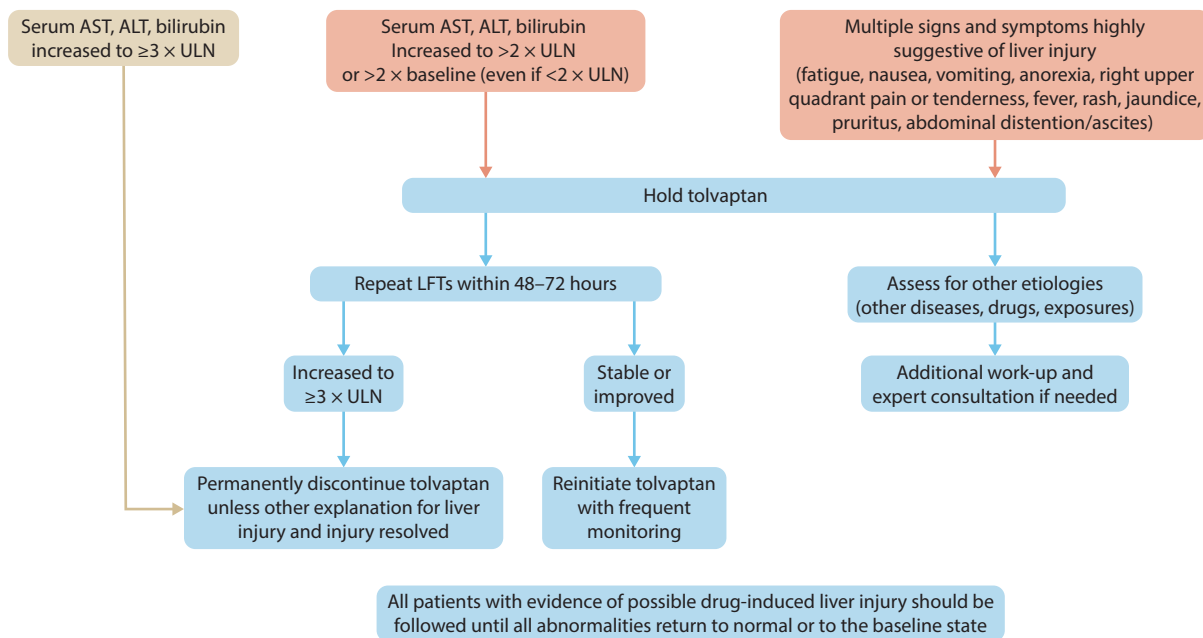 Serum AST, ALT, bilirubin
increased to ≥3 × ULN
Serum AST, ALT, bilirubin
Increased to >2 × ULN
or >2 × baseline (even if <2 × ULN)
Multiple signs and symptoms highly
suggestive of liver injury
(fatigue, nausea, vomiting, anorexia, right upper
quadrant pain or tenderness, fever, rash, jaundice,
pruritus, abdominal distention/ascites)
Hold tolvaptan
Repeat LFTs within 48–72 hours
Assess for other etiologies
(other diseases, drugs, exposures)
Increased to
≥3 × ULN
Stable or
improved
Additional work-up and
expert consultation if needed
Permanently discontinue tolvaptan
unless other explanation for liver
injury and injury resolved
Reinitiate tolvaptan
with frequent
monitoring
All patients with evidence of possible drug-induced liver injury should be
followed until all abnormalities return to normal or to the baseline state